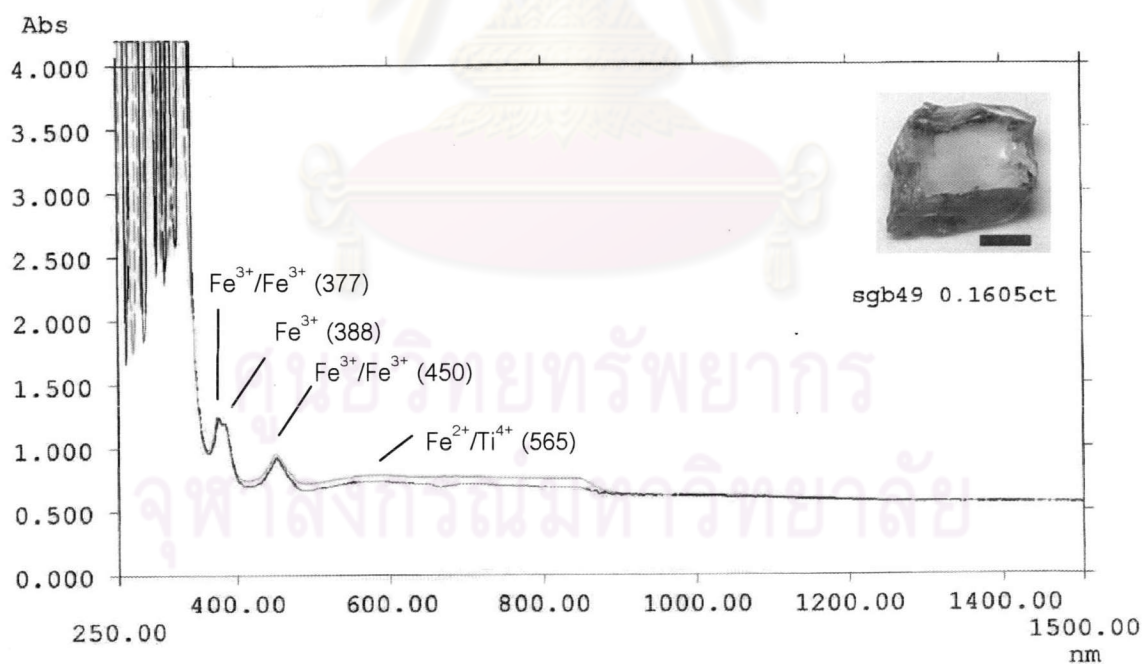 Abs
4.000
3.500
3.000
2.500
2.000
1.500
1.000
0.500
0.000
Fe³⁺/Fe³⁺ (377)
Fe³⁺ (388)
Fe³⁺/Fe³⁺ (450)
Fe²⁺/Ti⁴⁺ (565)
sgb49 0.1605ct
ศูนย์วิทยทรัพยากร
จุฬาลงกรณ์มหาวิทยาลัย
400.00 600.00 800.00 1000.00 1200.00 1400.00
250.00 1500.00
nm